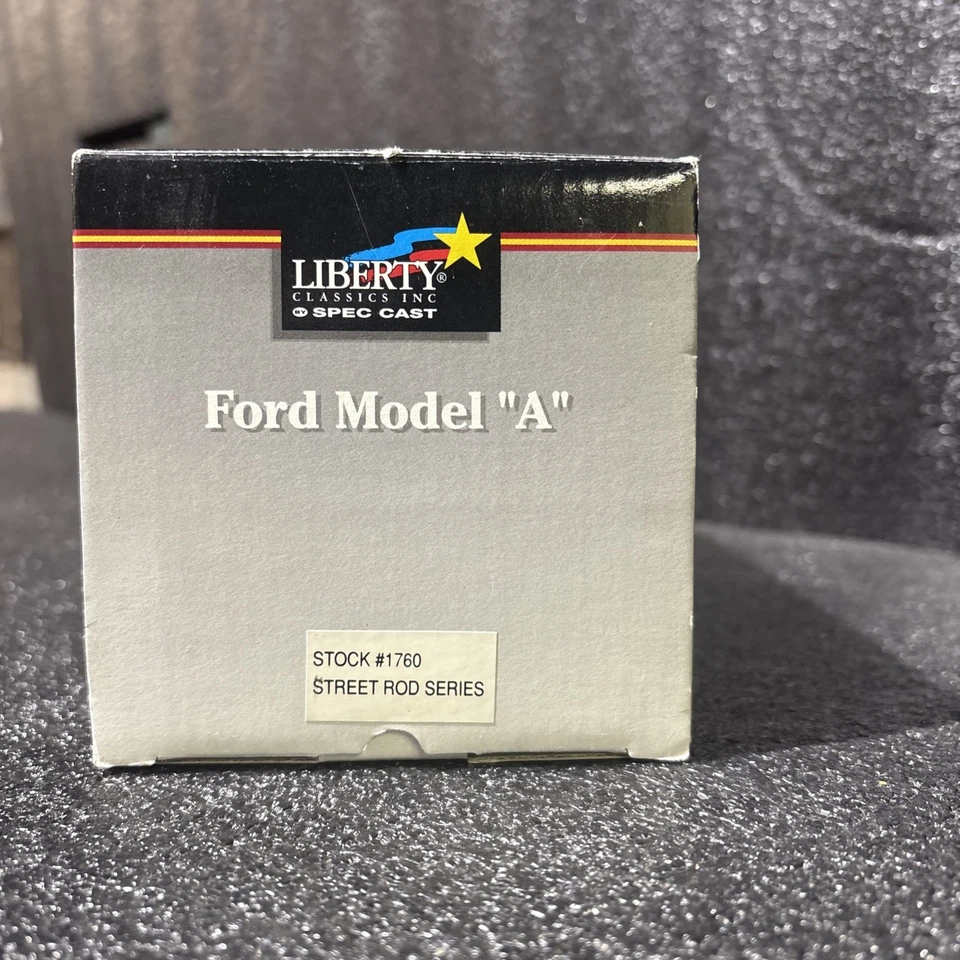 LIBERTY®
CLASSICS INC
BY SPEC CAST
Ford Model "A"
STOCK #1760
STREET ROD SERIES